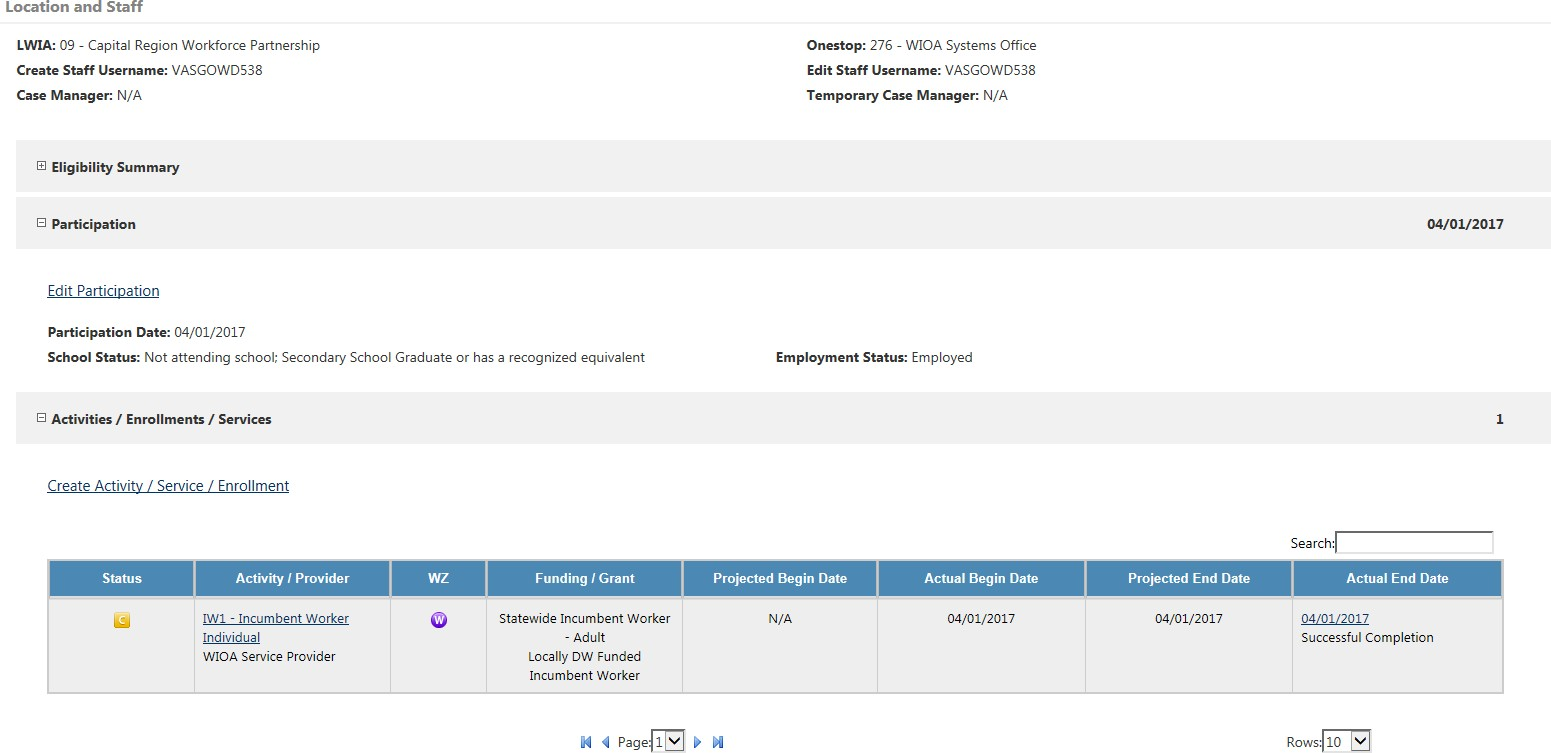 Location and Staff
LWIA: 09 - Capital Region Workforce Partnership
Onestop: 276 - WIOA Systems Office
Create Staff Username: VASGOWD538
Edit Staff Username: VASGOWD538
Case Manager: N/A
Temporary Case Manager: N/A
Eligibility Summary
Participation 04/01/2017
Edit Participation
Participation Date: 04/01/2017
School Status: Not attending school; Secondary School Graduate or has a recognized equivalent
Employment Status: Employed
Activities / Enrollments / Services 1
Create Activity / Service / Enrollment
Search:
Status Activity / Provider WZ Funding / Grant Projected Begin Date Actual Begin Date Projected End Date Actual End Date
C
IW1 - Incumbent Worker
Individual
WIOA Service Provider
W
Statewide Incumbent Worker
- Adult
Locally DW Funded
Incumbent Worker
N/A
04/01/2017
04/01/2017
04/01/2017
Successful Completion
Page: 1
Rows: 10